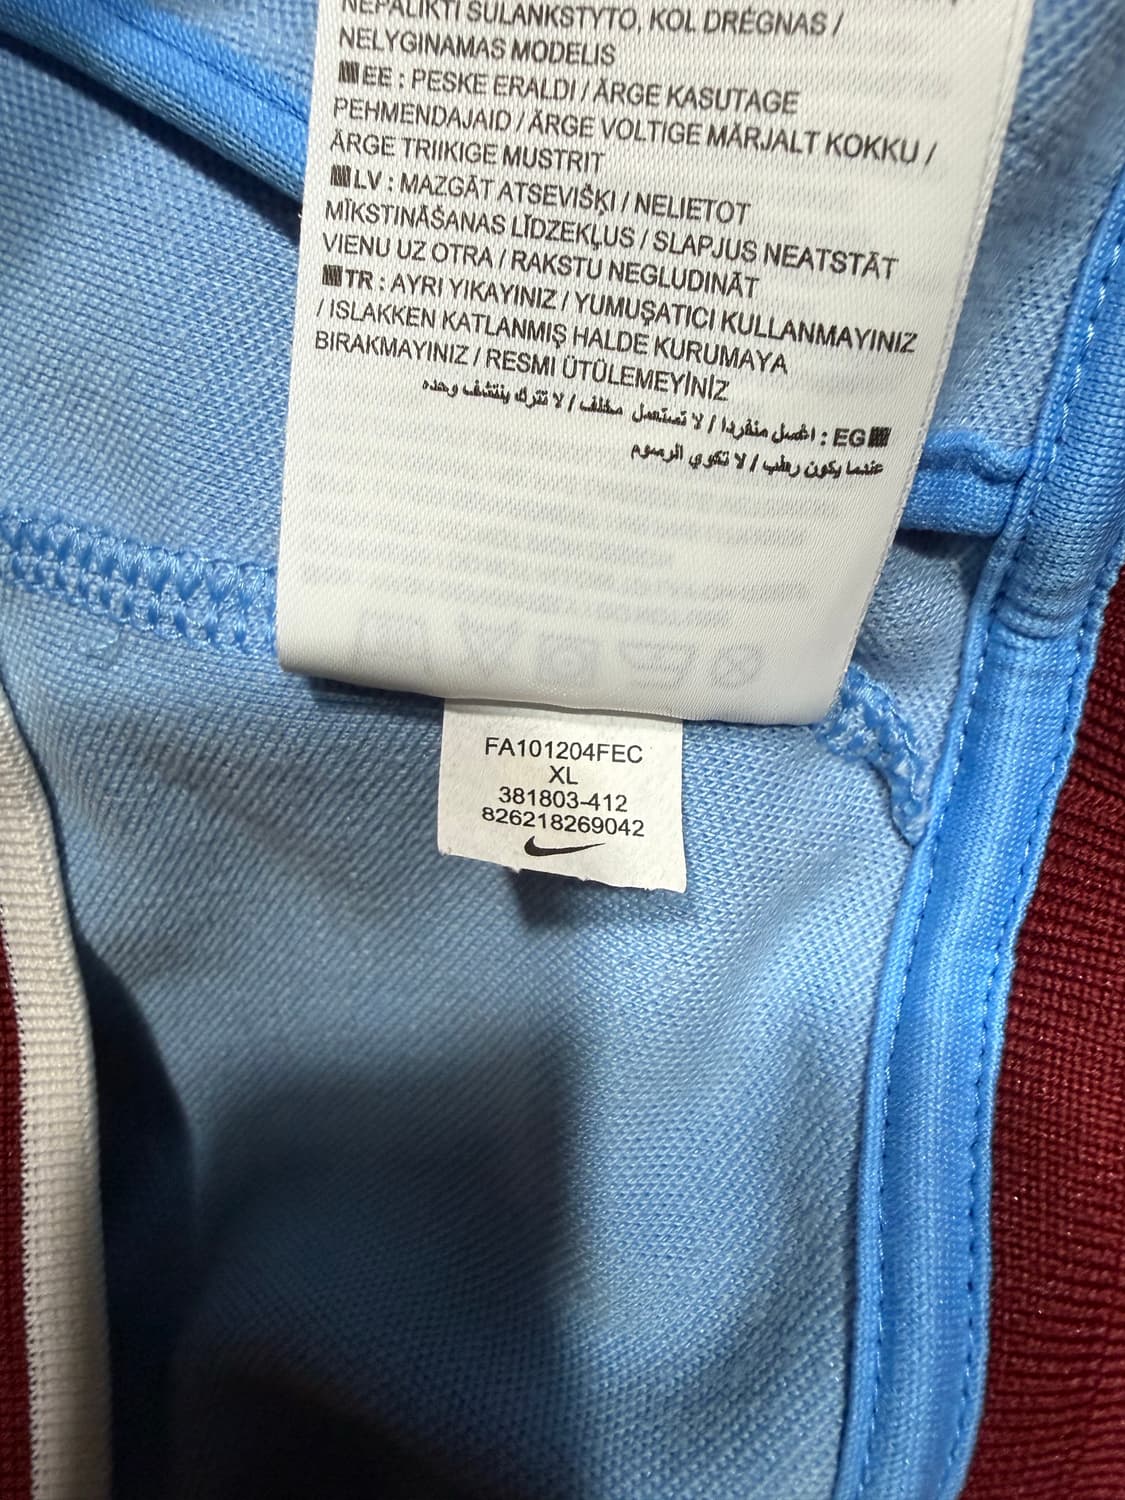 NEPALIKTI SULANKSTYTO, KOL DRĖGNAS /
NELYGINAMAS MODELIS
EE : PESKE ERALDI / ÄRGE KASUTAGE
PEHMENDAJAID / ÄRGE VOLTIGE MÄRJALT KOKKU /
ÄRGE TRIIKIGE MUSTRIT
LV : MAZGĀT ATSEVIŠĶI / NELIETOT
MĪKSTINĀŠANAS LĪDZEKĻUS / SLAPJUS NEATSTĀT
VIENU UZ OTRA / RAKSTU NEGLUDINĀT
TR : AYRI YIKAYINIZ / YUMUŞATICI KULLANMAYINIZ
/ ISLAKKEN KATLANMIŞ HALDE KURUMAYA
BIRAKMAYINIZ / RESMI ÜTÜLEMEYİNİZ
EG : اغسل منفردا / لا تستعمل مخلف / لا تترك ينتشف وحده
عندما يكون رطب / لا تكوي الرسوم
FA101204FEC
XL
381803-412
826218269042